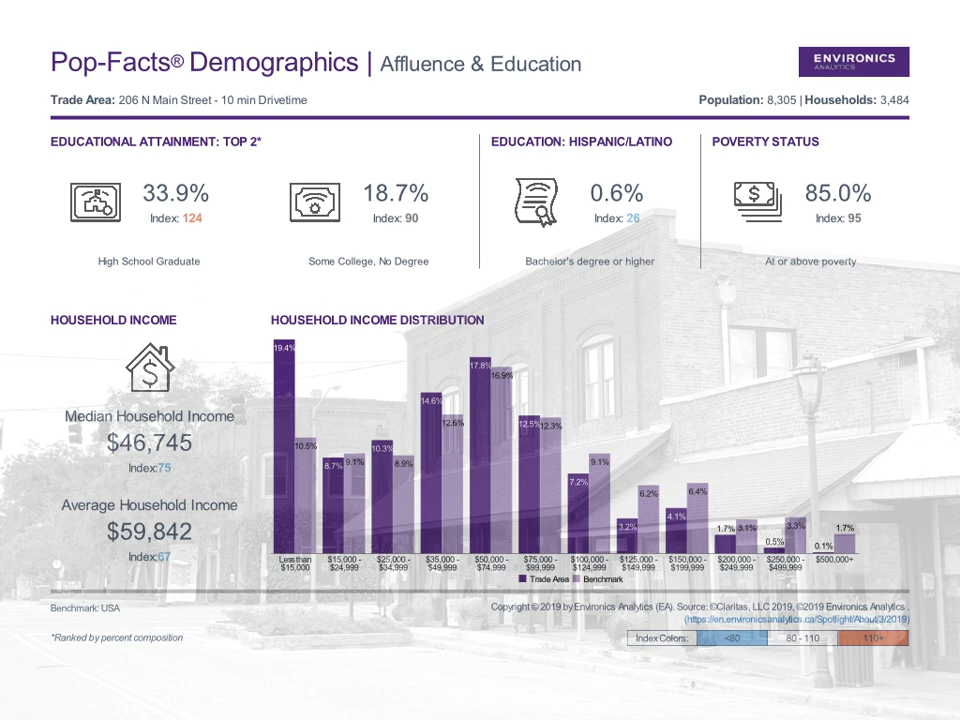 Pop-Facts® Demographics | Affluence & Education
ENVIRONICS
ANALYTICS
Trade Area: 206 N Main Street - 10 min Drivetime
Population: 8,305 | Households: 3,484
EDUCATIONAL ATTAINMENT: TOP 2*
EDUCATION: HISPANIC/LATINO
POVERTY STATUS
33.9%
Index: 124
High School Graduate
18.7%
Index: 90
Some College, No Degree
0.6%
Index: 26
Bachelor's degree or higher
$
85.0%
Index: 95
At or above poverty
HOUSEHOLD INCOME
$
Median Household Income
$46,745
Index:75
Average Household Income
$59,842
Index:67
HOUSEHOLD INCOME DISTRIBUTION
19.4%
10.5%
8.7%
9.1%
10.3%
8.9%
14.6%
12.6%
17.8%
16.9%
12.5%
12.3%
7.2%
9.1%
3.2%
6.2%
4.1%
6.4%
1.7%
3.1%
0.5%
3.3%
0.1%
1.7%
Less than
$15,000
$15,000 -
$24,999
$25,000 -
$34,999
$35,000 -
$49,999
$50,000 -
$74,999
$75,000 -
$99,999
$100,000 -
$124,999
$125,000 -
$149,999
$150,000 -
$199,999
$200,000 -
$249,999
$250,000 -
$499,999
$500,000+
Trade Area
Benchmark
Benchmark: USA
Copyright © 2019 by Environics Analytics (EA). Source: ©Claritas, LLC 2019, ©2019 Environics Analytics .
(https://en.environicsanalytics.ca/Spotlight/About/3/2019)
*Ranked by percent composition
Index Colors:
<80
80 - 110
110+